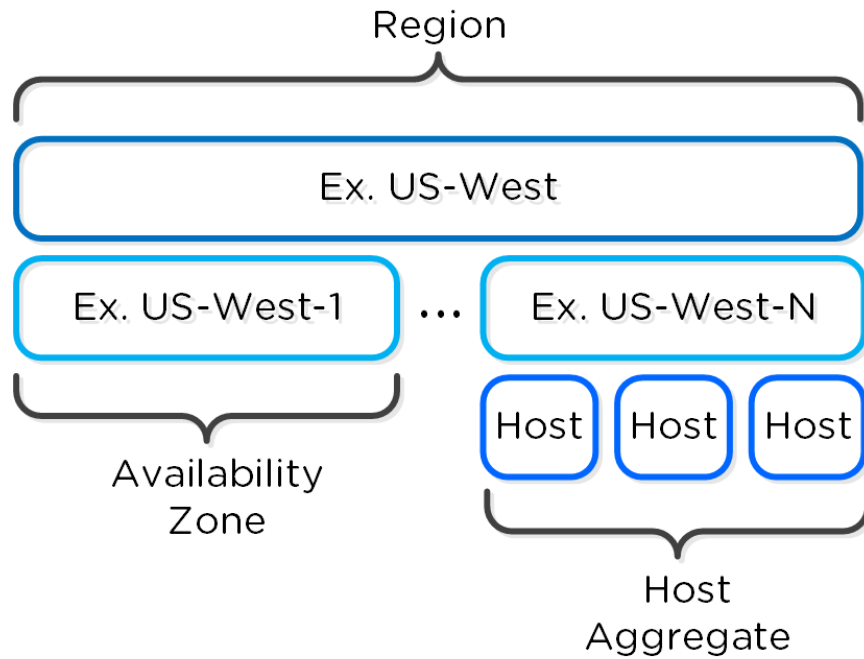 Region
Ex. US-West
Ex. US-West-1
...
Ex. US-West-N
Host
Host
Host
Availability
Zone
Host
Aggregate